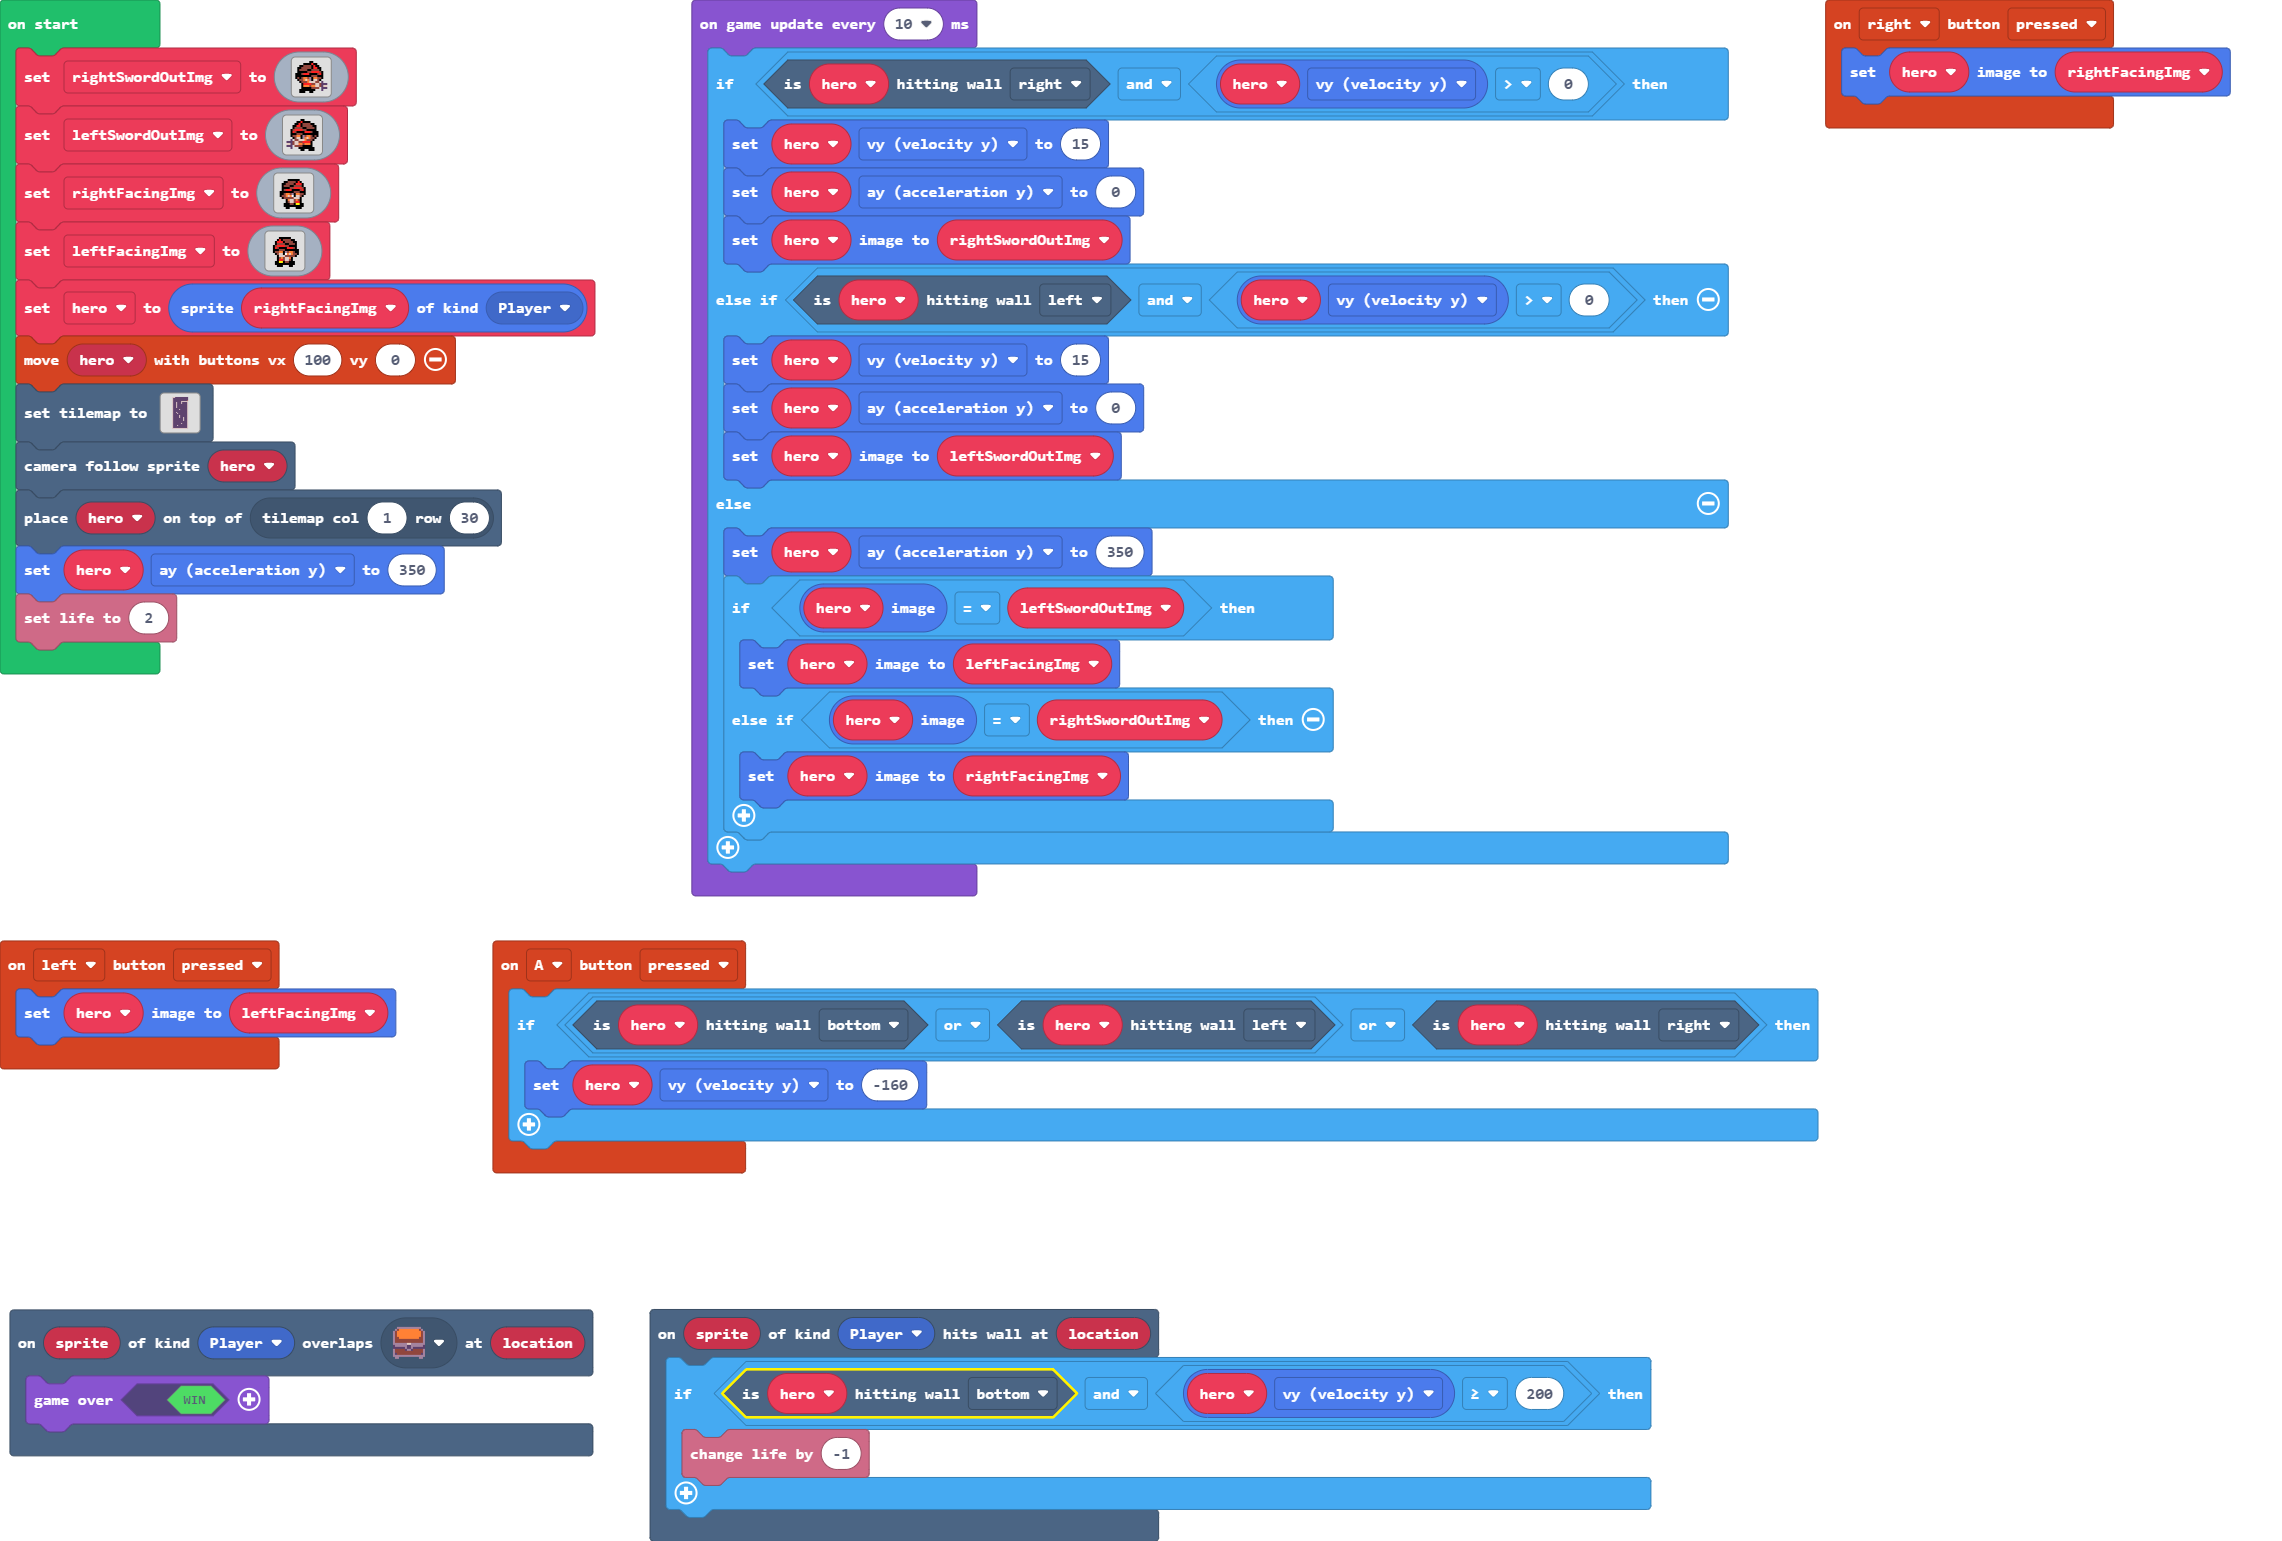 on start
set rightSwordOutImg to
set leftSwordOutImg to
set rightFacingImg to
set leftFacingImg to
set hero to sprite rightFacingImg of kind Player
move hero with buttons vx 100 vy 0
set tilemap to
camera follow sprite hero
place hero on top of tilemap col 1 row 30
set hero ay (acceleration y) to 350
set life to 2
on game update every 10 ms
if is hero hitting wall right and hero vy (velocity y) > 0 then
set hero vy (velocity y) to 15
set hero ay (acceleration y) to 0
set hero image to rightSwordOutImg
else if is hero hitting wall left and hero vy (velocity y) > 0 then
set hero vy (velocity y) to 15
set hero ay (acceleration y) to 0
set hero image to leftSwordOutImg
else
set hero ay (acceleration y) to 350
if hero image = leftSwordOutImg then
set hero image to leftFacingImg
else if hero image = rightSwordOutImg then
set hero image to rightFacingImg
on right button pressed
set hero image to rightFacingImg
on left button pressed
set hero image to leftFacingImg
on A button pressed
if is hero hitting wall bottom or is hero hitting wall left or is hero hitting wall right then
set hero vy (velocity y) to -160
on sprite of kind Player overlaps at location
game over WIN
on sprite of kind Player hits wall at location
if is hero hitting wall bottom and hero vy (velocity y) ≥ 200 then
change life by -1